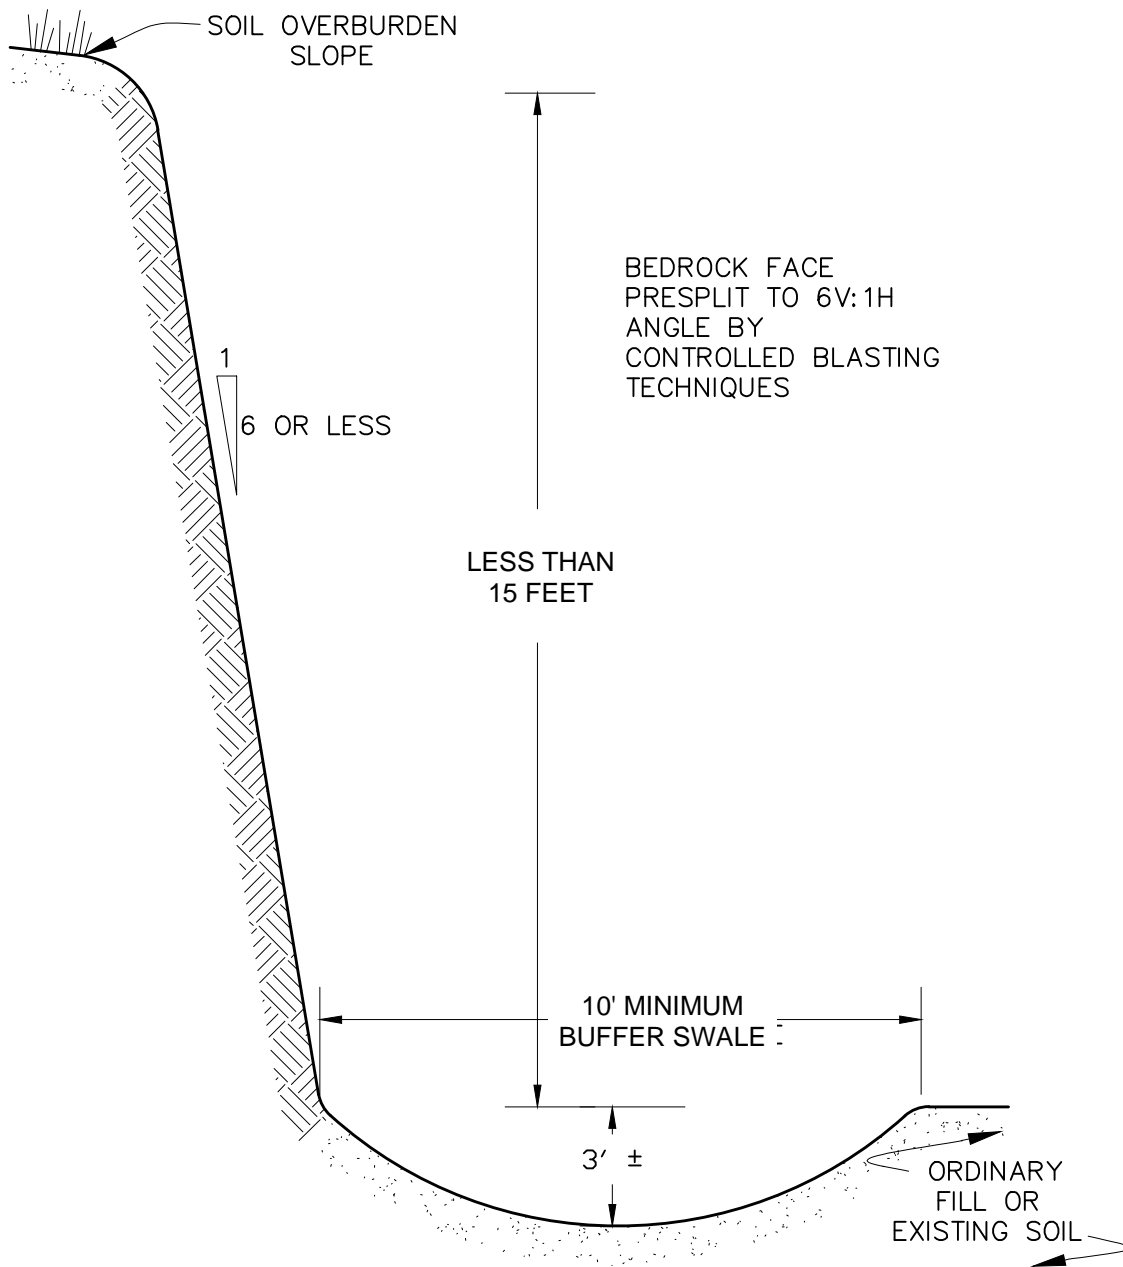 SOIL OVERBURDEN
SLOPE
BEDROCK FACE
PRESPLIT TO 6V:1H
ANGLE BY
CONTROLLED BLASTING
TECHNIQUES
1
6 OR LESS
LESS THAN
15 FEET
10' MINIMUM
BUFFER SWALE
3' ±
ORDINARY
FILL OR
EXISTING SOIL